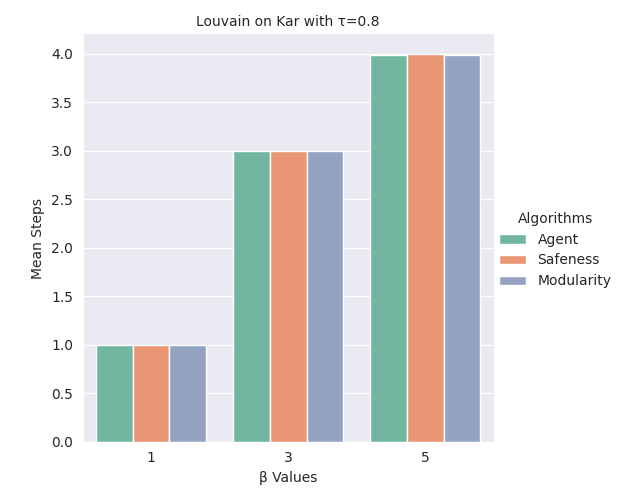 Louvain on Kar with τ=0.8
4.0
3.5
3.0
2.5
2.0
1.5
1.0
0.5
0.0
Mean Steps
1 3 5
β Values
Algorithms
Agent
Safeness
Modularity